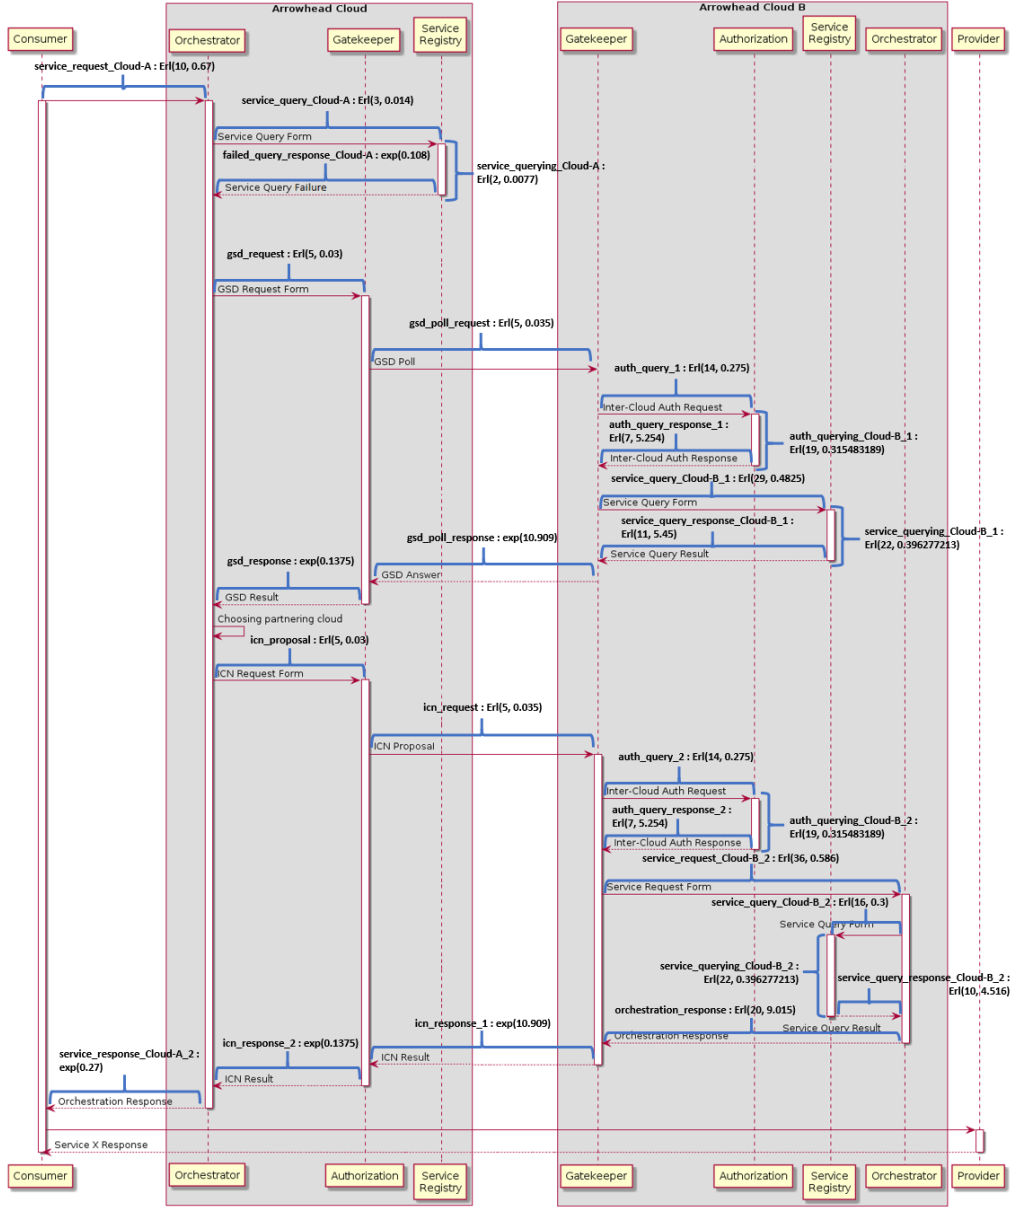 Arrowhead Cloud
Arrowhead Cloud B
Consumer
Orchestrator
Gatekeeper
Service
Registry
Gatekeeper
Authorization
Service
Registry
Orchestrator
Provider
service_request_Cloud-A : Erl(10, 0.67)
service_query_Cloud-A : Erl(3, 0.014)
Service Query Form
failed_query_response_Cloud-A : exp(0.108)
service_querying_Cloud-A :
Erl(2, 0.0077)
Service Query Failure
gsd_request : Erl(5, 0.03)
GSD Request Form
gsd_poll_request : Erl(5, 0.035)
GSD Poll
auth_query_1 : Erl(14, 0.275)
Inter-Cloud Auth Request
auth_query_response_1 :
Erl(7, 5.254)
auth_querying_Cloud-B_1 :
Erl(19, 0.315483189)
Inter-Cloud Auth Response
service_query_Cloud-B_1 : Erl(29, 0.4825)
Service Query Form
service_query_response_Cloud-B_1 :
Erl(11, 5.45)
service_querying_Cloud-B_1 :
Erl(22, 0.396277213)
gsd_poll_response : exp(10.909)
Service Query Result
gsd_response : exp(0.1375)
GSD Answer
GSD Result
Choosing partnering cloud
icn_proposal : Erl(5, 0.03)
ICN Request Form
icn_request : Erl(5, 0.035)
ICN Proposal
auth_query_2 : Erl(14, 0.275)
Inter-Cloud Auth Request
auth_query_response_2 :
Erl(7, 5.254)
auth_querying_Cloud-B_2 :
Erl(19, 0.315483189)
Inter-Cloud Auth Response
service_request_Cloud-B_2 : Erl(36, 0.586)
Service Request Form
service_query_Cloud-B_2 : Erl(16, 0.3)
Service Query Form
service_querying_Cloud-B_2 :
Erl(22, 0.396277213)
service_query_response_Cloud-B_2 :
Erl(10, 4.516)
orchestration_response : Erl(20, 9.015)
Service Query Result
icn_response_1 : exp(10.909)
Orchestration Response
icn_response_2 : exp(0.1375)
ICN Result
service_response_Cloud-A_2 :
exp(0.27)
ICN Result
Orchestration Response
Service X Response
Consumer
Orchestrator
Authorization
Service
Registry
Gatekeeper
Authorization
Service
Registry
Orchestrator
Provider